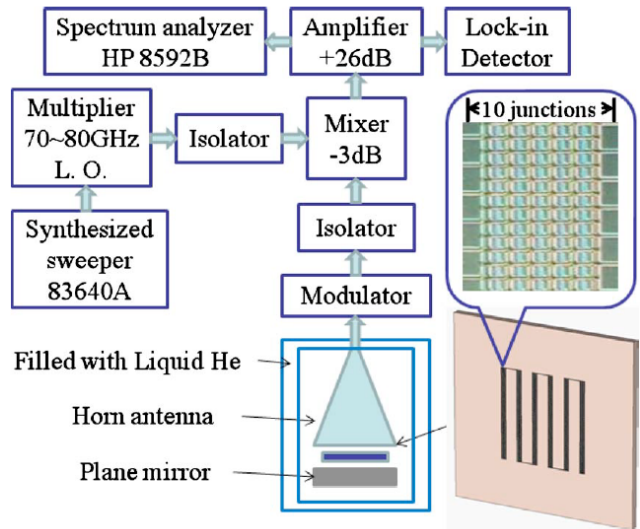 Spectrum analyzer
HP 8592B
Amplifier
+26dB
Lock-in
Detector
Multiplier
70~80GHz
L. O.
Isolator
Mixer
-3dB
10 junctions
Synthesized
sweeper
83640A
Isolator
Modulator
Filled with Liquid He
Horn antenna
Plane mirror